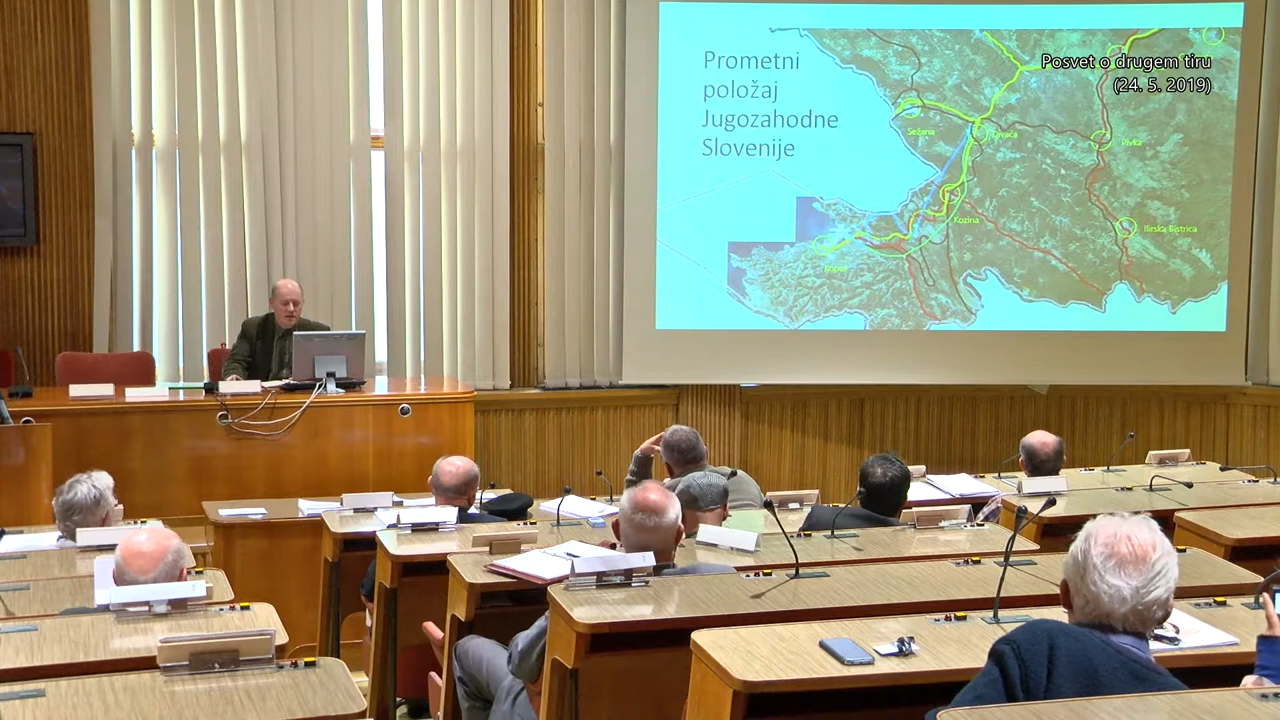 Prometni
položaj
Jugozahodne
Slovenije
Posvet o drugem tiru
(24. 5. 2019)
Sežana
Divača
Pivka
Kozina
Ilirska Bistrica
Koper